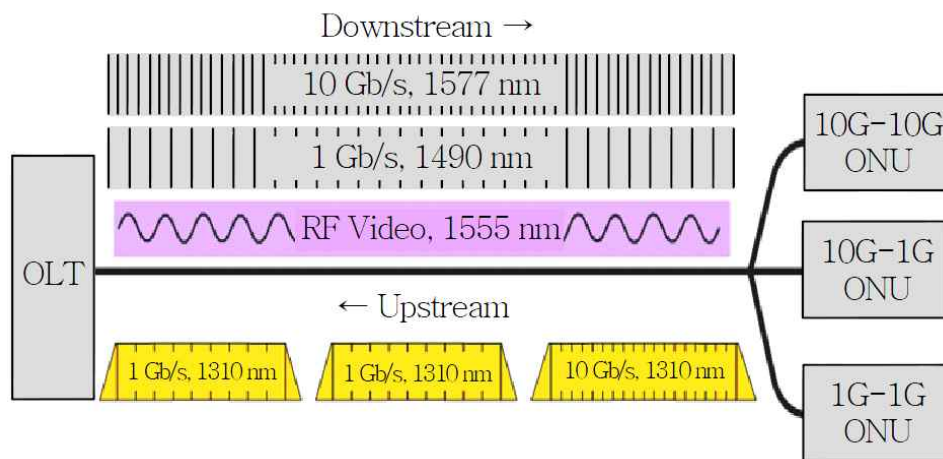 Downstream →
10 Gb/s, 1577 nm
1 Gb/s, 1490 nm
RF Video, 1555 nm
OLT
← Upstream
1 Gb/s, 1310 nm
1 Gb/s, 1310 nm
10 Gb/s, 1310 nm
10G-10G
ONU
10G-1G
ONU
1G-1G
ONU